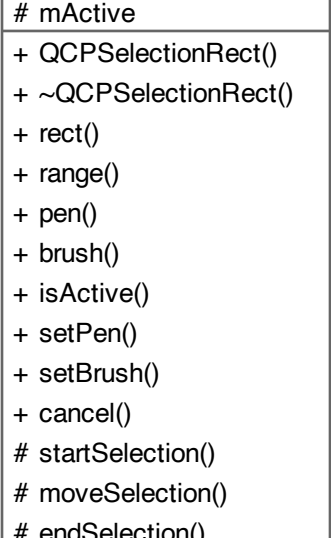 # mActive
+ QCPSelectionRect()
+ ~QCPSelectionRect()
+ rect()
+ range()
+ pen()
+ brush()
+ isActive()
+ setPen()
+ setBrush()
+ cancel()
# startSelection()
# moveSelection()
# endSelection()